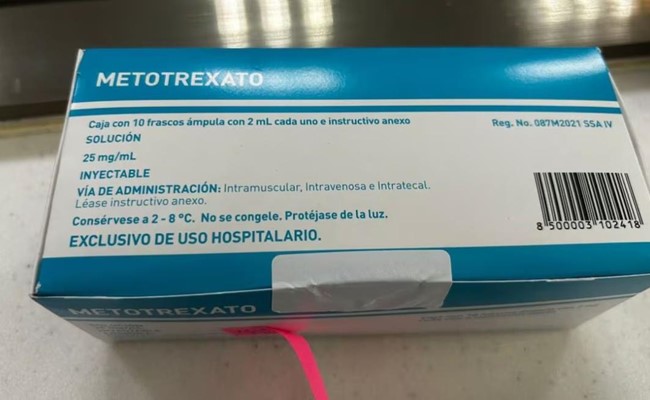 METOTREXATO
Caja con 10 frascos ámpula con 2 mL cada uno e instructivo anexo
Reg. No. 087M2021 SSA IV
SOLUCIÓN
25 mg/mL
INYECTABLE
VÍA DE ADMINISTRACIÓN: Intramuscular, Intravenosa e Intratecal.
Léase instructivo anexo.
Consérvese a 2 - 8 °C. No se congele. Protéjase de la luz.
EXCLUSIVO DE USO HOSPITALARIO.
8 500003 102418
METOTREXATO